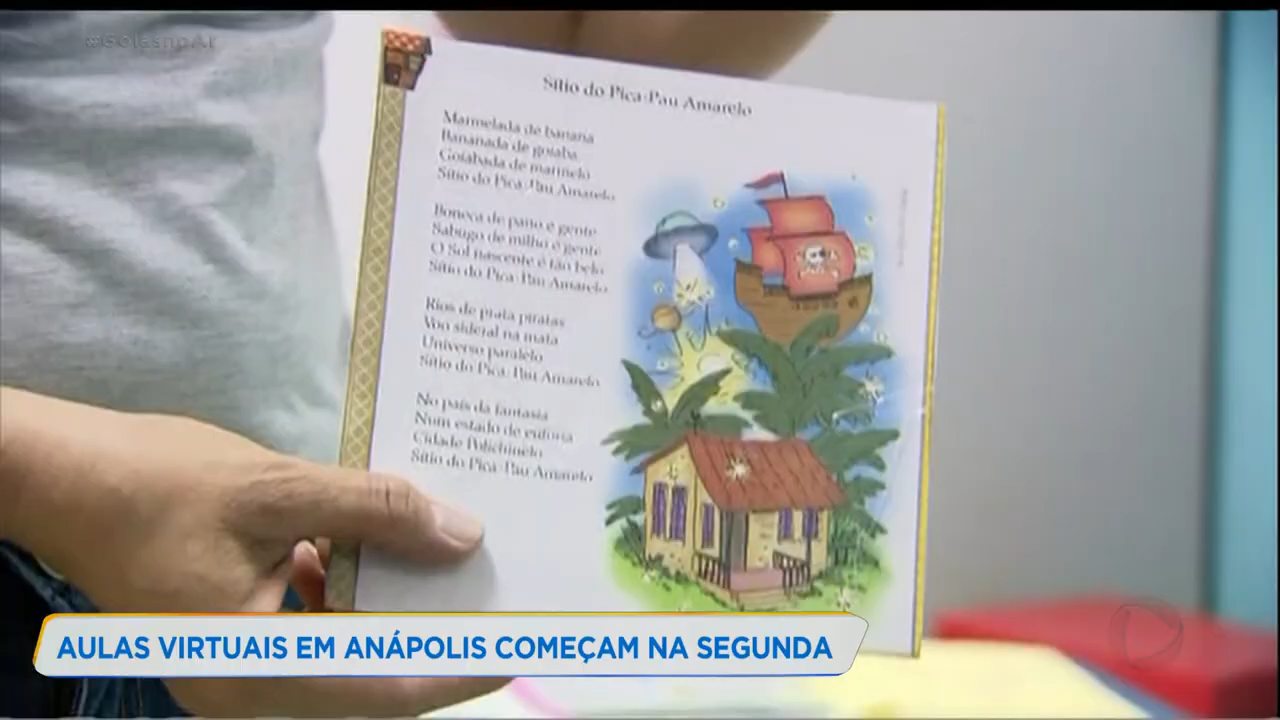 #GOiásnoAr
Sítio do Pica-Pau Amarelo
Marmelada de banana
Bananada de goiaba
Goiabada de marmelo
Sítio do Pica-Pau Amarelo
Boneca de pano é gente
Sabugo de milho é gente
O Sol nascente é tão belo
Sítio do Pica-Pau Amarelo
Rios de prata piratas
Voo sideral na mata
Universo paralelo
Sítio do Pica-Pau Amarelo
No país da fantasia
Num estado de euforia
Cidade Polichinelo
Sítio do Pica-Pau Amarelo
AULAS VIRTUAIS EM ANÁPOLIS COMEÇAM NA SEGUNDA